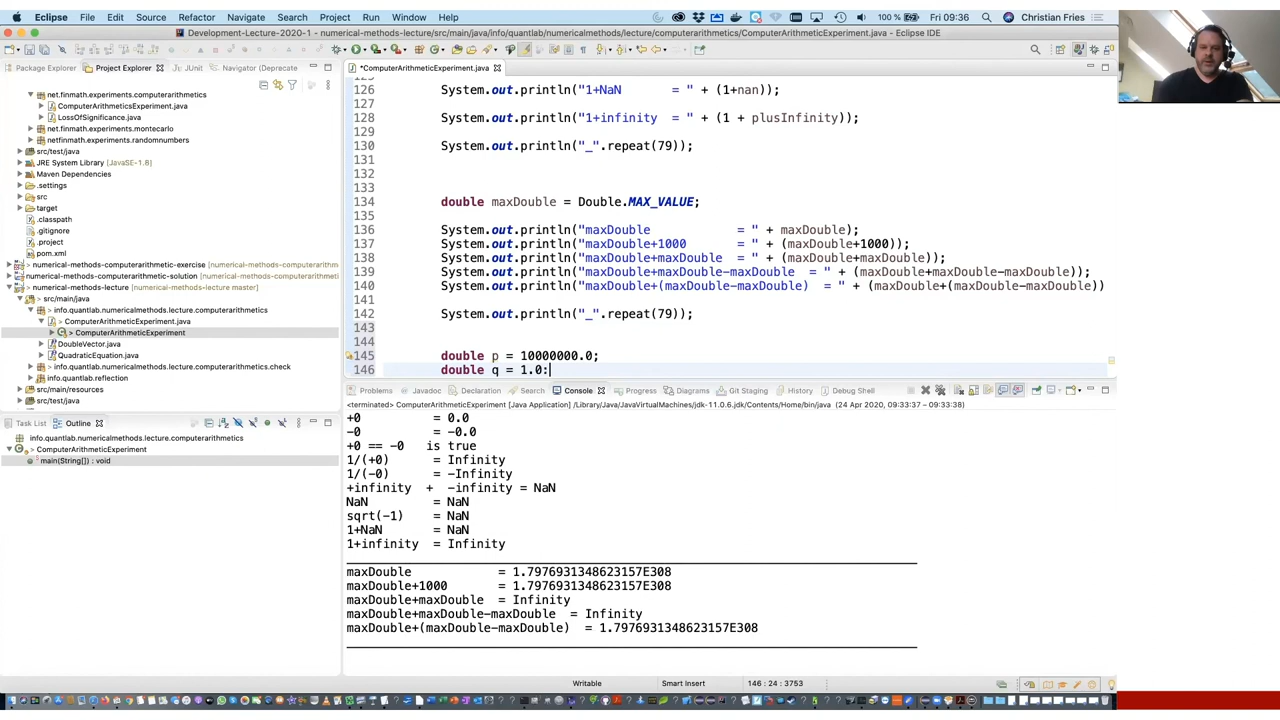 Eclipse File Edit Source Refactor Navigate Search Project Run Window Help 100 % Fri 09:36 Christian Fries
Development-Lecture-2020-1 - numerical-methods-lecture/src/main/java/info/quantlab/numericalmethods/lecture/computerarithmetics/ComputerArithmeticExperiment.java - Eclipse IDE
Package Explorer Project Explorer JUnit Navigator (Deprecate
net.finmath.experiments.computerarithmetics
ComputerArithmeticsExperiment.java
LossOfSignificance.java
net.finmath.experiments.montecarlo
netfinmath.experiments.randomnumbers
src/test/java
JRE System Library [JavaSE-1.8]
Maven Dependencies
.settings
src
target
.classpath
.gitignore
.project
pom.xml
numerical-methods-computerarithmetic-exercise
numerical-methods-computerarithmetic-solution
numerical-methods-lecture
> numerical-methods-lecture [numerical-methods-lecture master]
> src/main/java
> info.quantlab.numericalmethods.lecture.computerarithmetics
> ComputerArithmeticExperiment.java
> ComputerArithmeticExperiment
DoubleVector.java
QuadraticEquation.java
> info.quantlab.numericalmethods.lecture.computerarithmetics.check
info.quantlab.reflection
src/main/resources
src/test/java
Task List Outline
info.quantlab.numericalmethods.lecture.computerarithmetics
ComputerArithmeticExperiment
main(String[]) : void
*ComputerArithmeticExperiment.java
125
126 System.out.println("1+NaN = " + (1+nan));
127
128 System.out.println("1+infinity = " + (1 + plusInfinity));
129
130 System.out.println("_".repeat(79));
131
132
133
134 double maxDouble = Double.MAX_VALUE;
135
136 System.out.println("maxDouble = " + maxDouble);
137 System.out.println("maxDouble+1000 = " + (maxDouble+1000));
138 System.out.println("maxDouble+maxDouble = " + (maxDouble+maxDouble));
139 System.out.println("maxDouble+maxDouble-maxDouble = " + (maxDouble+maxDouble-maxDouble));
140 System.out.println("maxDouble+(maxDouble-maxDouble) = " + (maxDouble+(maxDouble-maxDouble))
141
142 System.out.println("_".repeat(79));
143
144
145 double p = 10000000.0;
146 double q = 1.0;
Problems Javadoc Declaration Search Console Progress Diagrams Git Staging History Debug Shell
<terminated> ComputerArithmeticExperiment [Java Application] /Library/Java/JavaVirtualMachines/jdk-11.0.6.jdk/Contents/Home/bin/java (24 Apr 2020, 09:33:37 – 09:33:38)
+0 = 0.0
-0 = -0.0
+0 == -0 is true
1/(+0) = Infinity
1/(-0) = -Infinity
+infinity + -infinity = NaN
NaN = NaN
sqrt(-1) = NaN
1+NaN = NaN
1+infinity = Infinity
maxDouble = 1.7976931348623157E308
maxDouble+1000 = 1.7976931348623157E308
maxDouble+maxDouble = Infinity
maxDouble+maxDouble-maxDouble = Infinity
maxDouble+(maxDouble-maxDouble) = 1.7976931348623157E308
Writable Smart Insert 146 : 24 : 3753